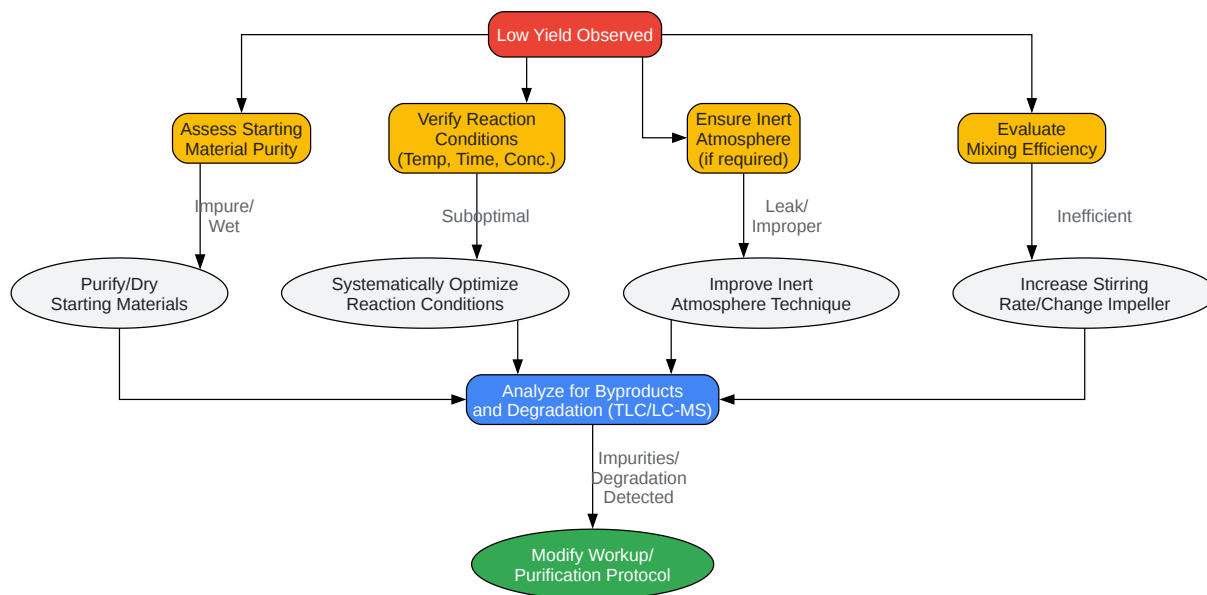 Low Yield Observed
Assess Starting
Material Purity
Verify Reaction
Conditions
(Temp, Time, Conc.)
Ensure Inert
Atmosphere
(if required)
Evaluate
Mixing Efficiency
Impure/
Wet
Suboptimal
Leak/
Improper
Inefficient
Purify/Dry
Starting Materials
Systematically Optimize
Reaction Conditions
Improve Inert
Atmosphere Technique
Increase Stirring
Rate/Change Impeller
Analyze for Byproducts
and Degradation (TLC/LC-MS)
Impurities/
Degradation
Detected
Modify Workup/
Purification Protocol